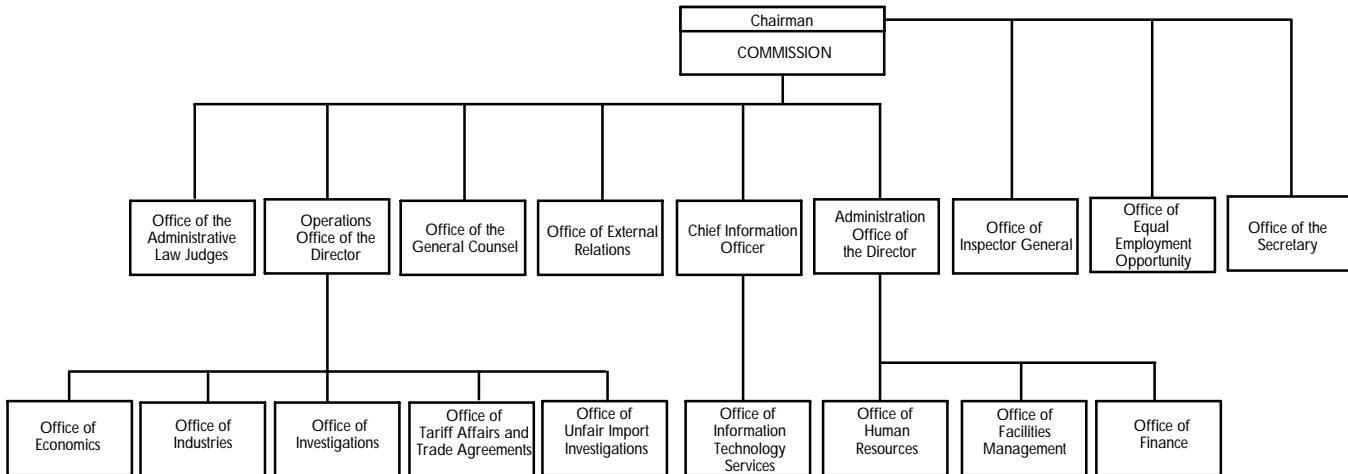 Chairman
COMMISSION
Office of the
Administrative
Law Judges
Operations
Office of the
Director
Office of the
General Counsel
Office of External
Relations
Chief Information
Officer
Administration
Office of
the Director
Office of
Inspector General
Office of
Equal
Employment
Opportunity
Office of the
Secretary
Office of
Economics
Office of
Industries
Office of
Investigations
Office of
Tariff Affairs and
Trade Agreements
Office of
Unfair Import
Investigations
Office of
Information
Technology
Services
Office of
Human
Resources
Office of
Facilities
Management
Office of
Finance